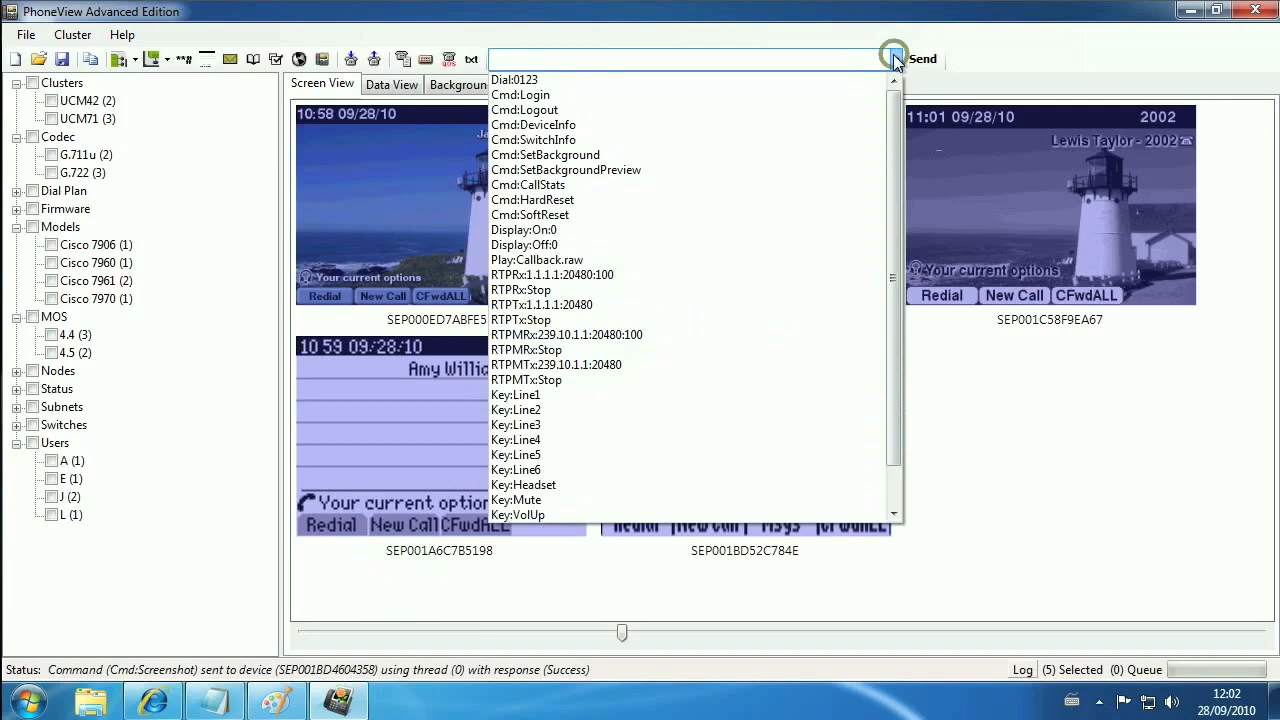 PhoneView Advanced Edition
File Cluster Help
**# txt Send
Screen View Data View Backgroun
Clusters
UCM42 (2)
UCM71 (3)
Codec
G.711u (2)
G.722 (3)
Dial Plan
Firmware
Models
Cisco 7906 (1)
Cisco 7960 (1)
Cisco 7961 (2)
Cisco 7970 (1)
MOS
4.4 (3)
4.5 (2)
Nodes
Status
Subnets
Switches
Users
A (1)
E (1)
J (2)
L (1)
10:58 09/28/10
Ja
Your current options
Redial New Call CFwdALL
SEP000ED7ABFE5
10 59 09/28/10
Amy Willia
Your current option
Redial New Call CFwdALL
SEP001A6C7B5198
Dial:0123
Cmd:Login
Cmd:Logout
Cmd:DeviceInfo
Cmd:SwitchInfo
Cmd:SetBackground
Cmd:SetBackgroundPreview
Cmd:CallStats
Cmd:HardReset
Cmd:SoftReset
Display:On:0
Display:Off:0
Play:Callback.raw
RTPRx:1.1.1.1:20480:100
RTPRx:Stop
RTPTx:1.1.1.1:20480
RTPTx:Stop
RTPMRx:239.10.1.1:20480:100
RTPMRx:Stop
RTPMTx:239.10.1.1:20480
RTPMTx:Stop
Key:Line1
Key:Line2
Key:Line3
Key:Line4
Key:Line5
Key:Line6
Key:Headset
Key:Mute
Key:VolUp
Redial New Call Msgs CFwdALL
SEP001BD52C784E
11:01 09/28/10 2002
Lewis Taylor - 2002
Your current options
Redial New Call CFwdALL
SEP001C58F9EA67
Status: Command (Cmd:Screenshot) sent to device (SEP001BD4604358) using thread (0) with response (Success) Log (5) Selected (0) Queue
12:02
28/09/2010